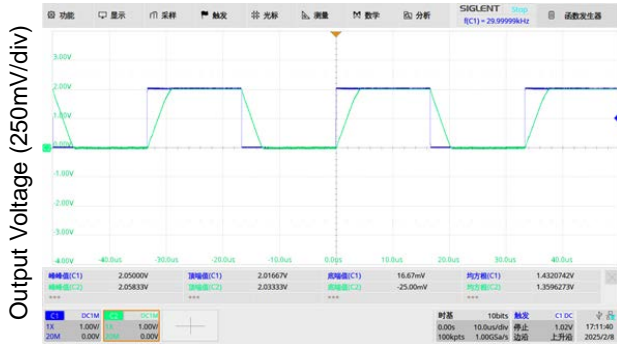 功能 显示 采样 触发 光标 测量 数学 分析 SIGLENT Stop 函数发生器
f(C1) = 29.99999kHz
3.00V
2.00V
1.00V
0.00V
-1.00V
-2.00V
-3.00V
-4.00V -40.0us -30.0us -20.0us -10.0us 0.0us 10.0us 20.0us 30.0us 40.0us
Output Voltage (250mV/div)
峰峰值(C1) 2.05000V 顶端值(C1) 2.01667V 底端值(C1) 16.67mV 均方根(C1) 1.4320742V
峰峰值(C2) 2.05833V 顶端值(C2) 2.03333V 底端值(C2) -25.00mV 均方根(C2) 1.3596273V
*** *** *** ***
C1 DC1M C2 DC1M 时基 10bits 触发 C1 DC
1X 1.00V/ 1X 1.00V/ 0.00s 10.0us/div 停止 1.02V 17:11:40
20M 0.00V 20M 0.00V 100kpts 1.00GSa/s 边沿 上升沿 2025/2/8